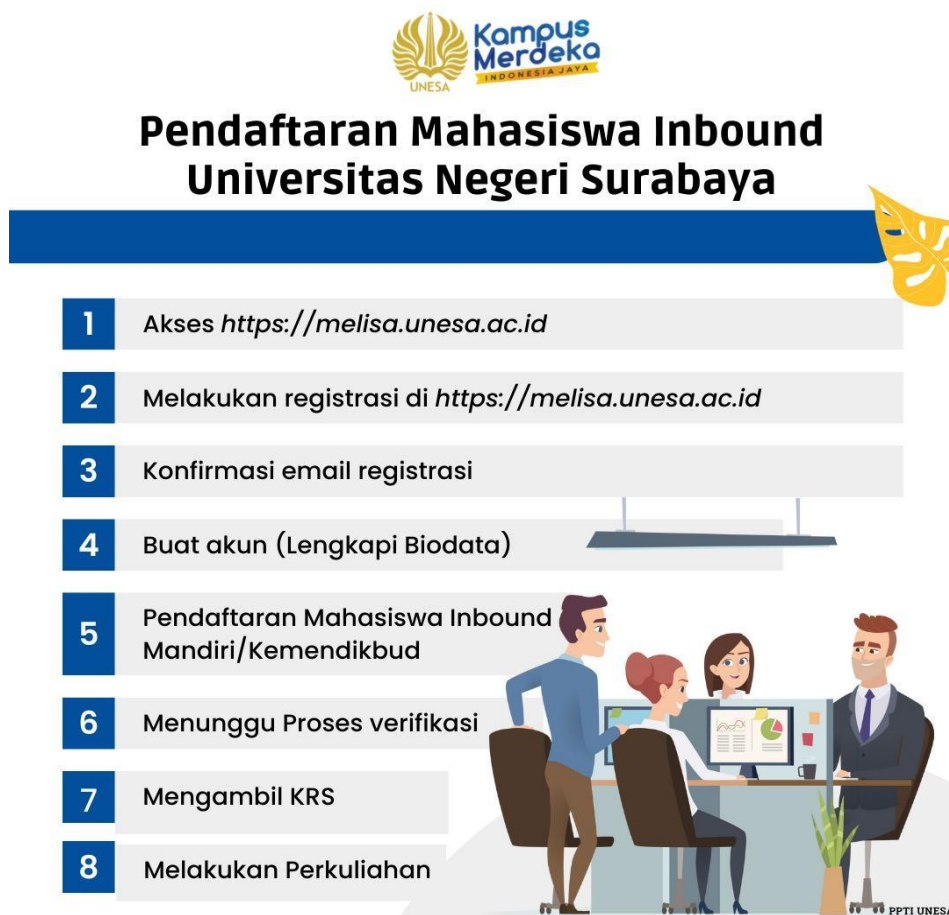 UNESA
Kampus
Merdeka
INDONESIA JAYA
Pendaftaran Mahasiswa Inbound
Universitas Negeri Surabaya
1 Akses https://melisa.unesa.ac.id
2 Melakukan registrasi di https://melisa.unesa.ac.id
3 Konfirmasi email registrasi
4 Buat akun (Lengkapi Biodata)
5 Pendaftaran Mahasiswa Inbound
Mandiri/Kemendikbud
6 Menunggu Proses verifikasi
7 Mengambil KRS
8 Melakukan Perkuliahan
PPTI UNESA